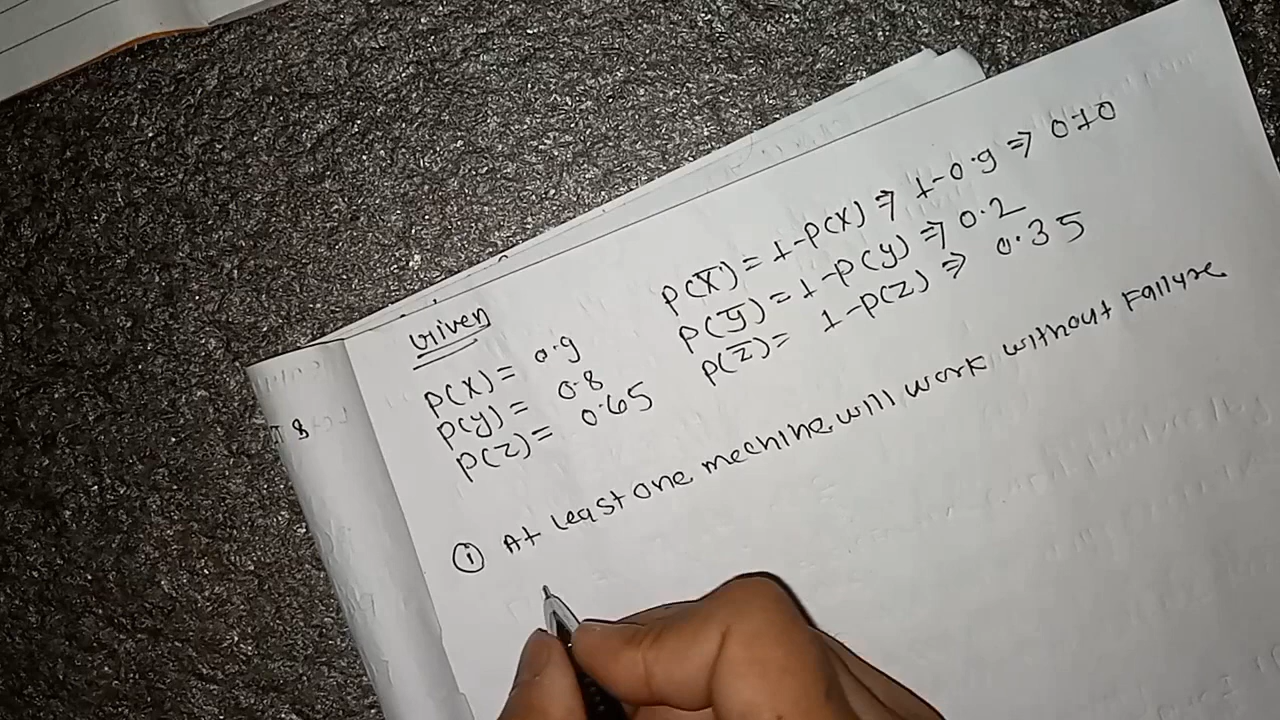 Given
P(X) = 0.9
P(y) = 0.8
P(z) = 0.65
P(X̅) = 1-P(X) => 1-0.9 => 0.10
P(y̅) = 1-P(y) => 0.2
P(z̅) = 1-P(z) => 0.35
① At least one mechine will work without Failyre
8